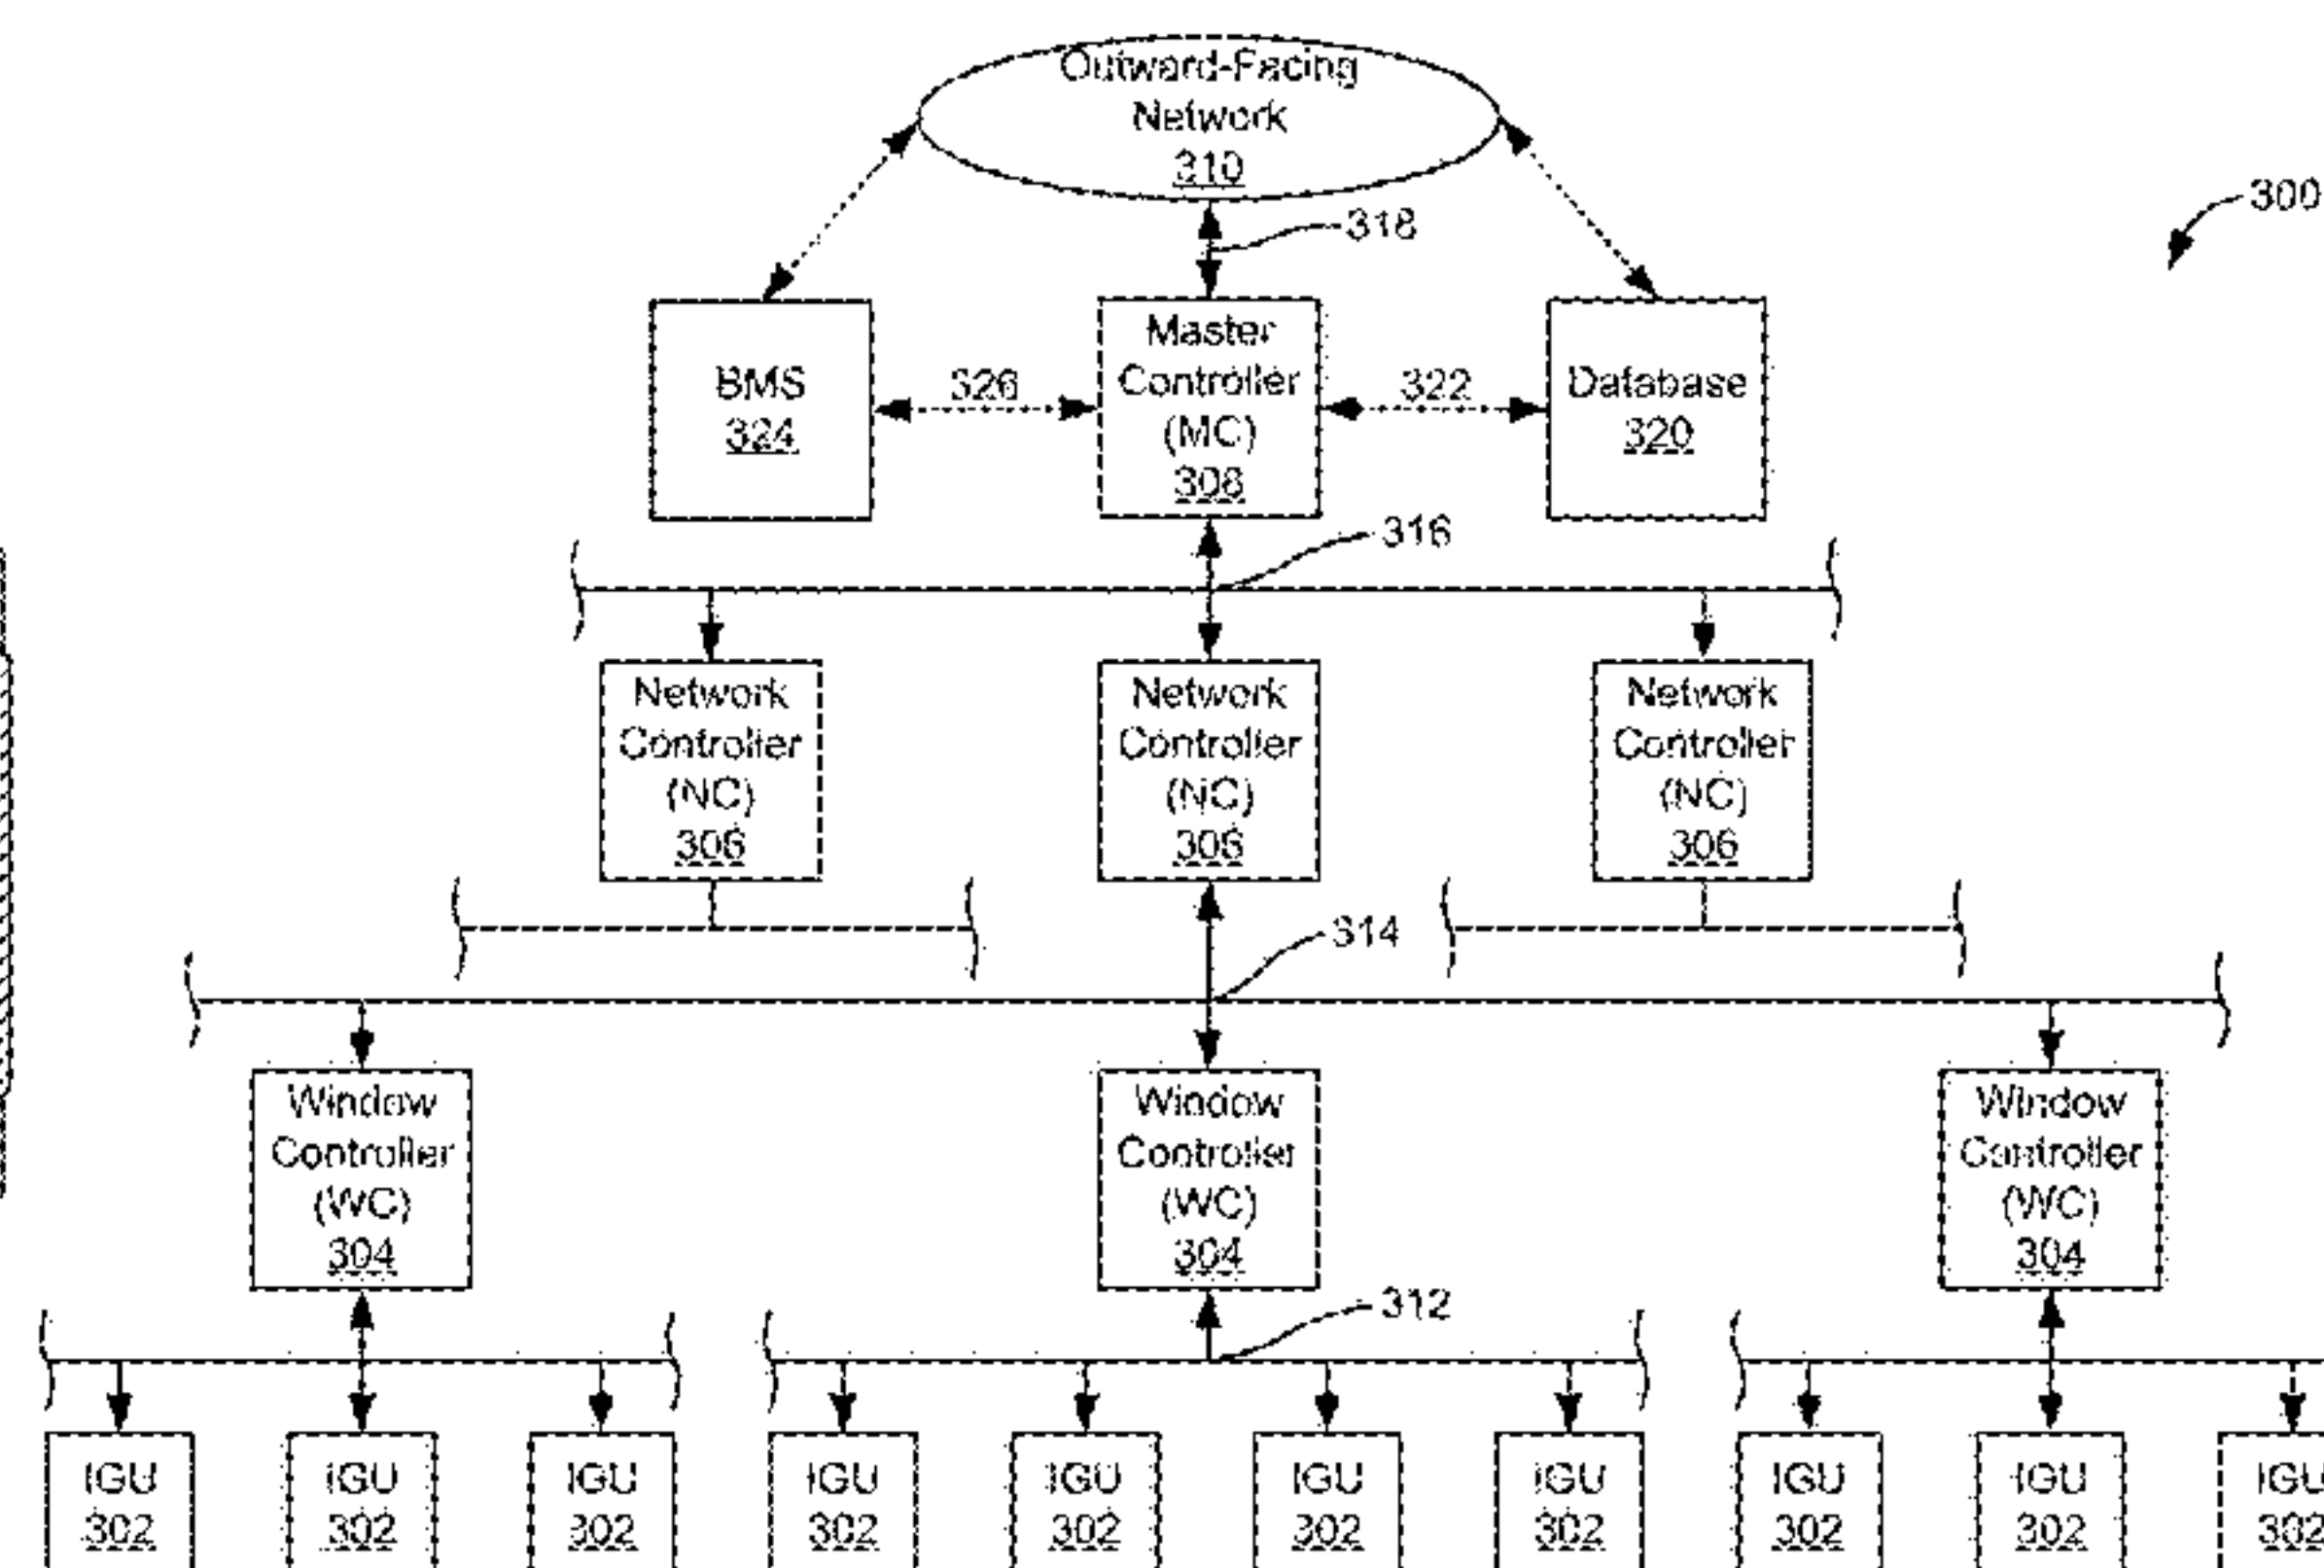 Outward-Facing
Network
310
318
300
BMS
324
326
Master
Controller
(MC)
308
322
Database
320
316
Network
Controller
(NC)
306
Network
Controller
(NC)
306
Network
Controller
(NC)
306
314
Window
Controller
(WC)
304
Window
Controller
(WC)
304
Window
Controller
(WC)
304
312
IGU
302
IGU
302
IGU
302
IGU
302
IGU
302
IGU
302
IGU
302
IGU
302
IGU
302
IGU
302